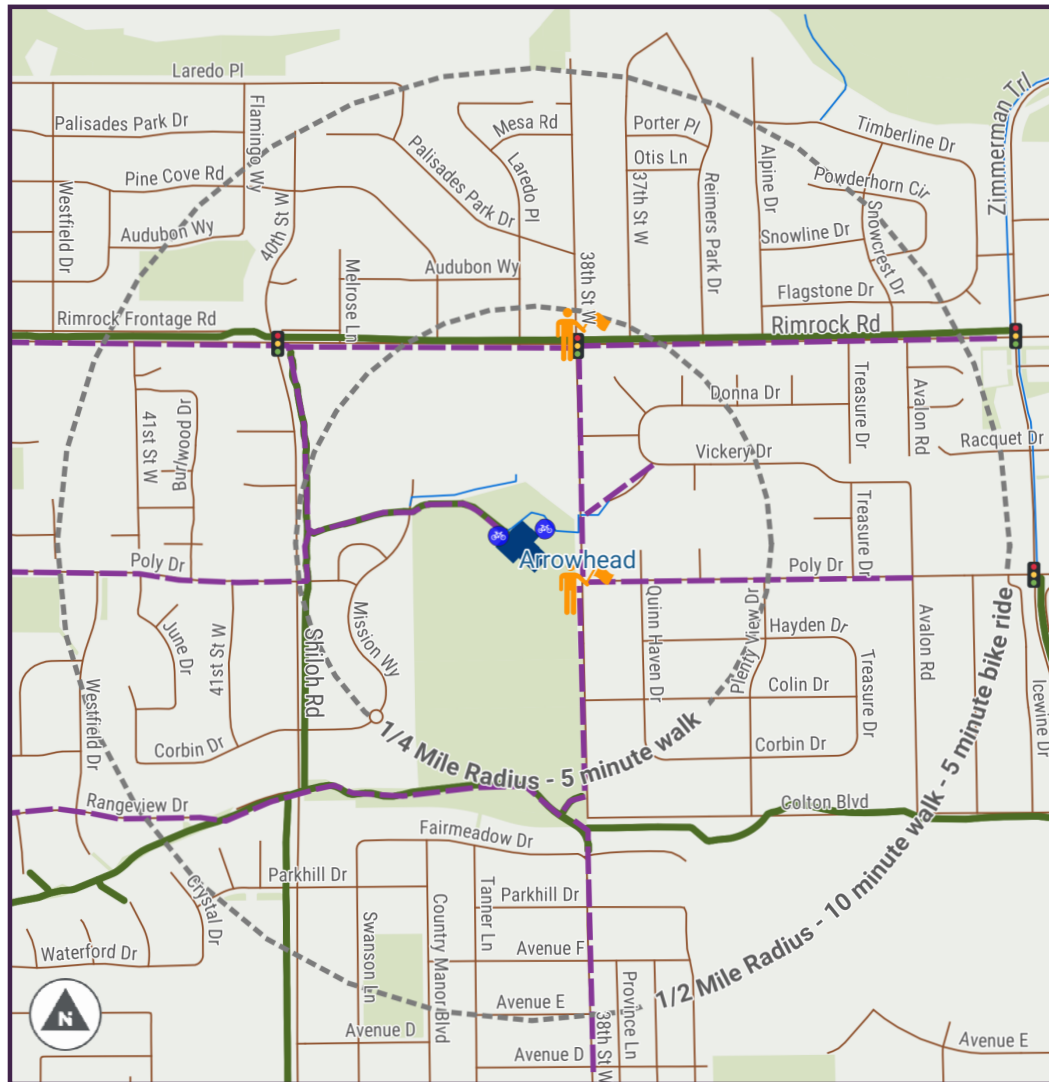 Laredo Pl
Flamingo Wy
Palisades Park Dr
Mesa Rd
Porter Pl
Timberline Dr
Zimmerman Trl
Palisades Park Dr
Laredo Pl
Otis Ln
37th St W
Reimers Park Dr
Alpine Dr
Powderhorn Cir
Pine Cove Rd
Westfield Dr
40th St W
Audubon Wy
Snowline Dr
Snowcrest Dr
Melrose Ln
Audubon Wy
38th St W
Flagstone Dr
Rimrock Frontage Rd
Rimrock Rd
41st St W
Burwood Dr
Donna Dr
Treasure Dr
Avalon Rd
Racquet Dr
Vickery Dr
Treasure Dr
Arrowhead
Poly Dr
Poly Dr
June Dr
41st St W
Shiloh Rd
Mission Wy
Quinn Haven Dr
Plenty View Dr
Hayden Dr
Treasure Dr
Avalon Rd
Icewine Dr
Colin Dr
Westfield Dr
Corbin Dr
Corbin Dr
1/4 Mile Radius - 5 minute walk
1/2 Mile Radius - 10 minute walk - 5 minute bike ride
Rangeview Dr
Colton Blvd
Fairmeadow Dr
Crystal Dr
Parkhill Dr
Parkhill Dr
Swanson Ln
Country Manor Blvd
Tanner Ln
Waterford Dr
Avenue F
Province Ln
38th St W
Avenue E
Avenue D
Avenue D
Avenue E
N